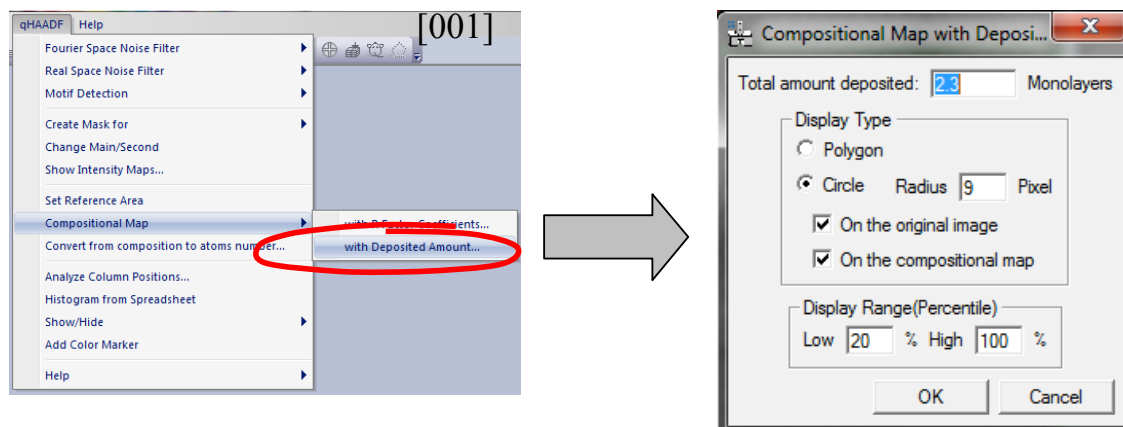 qHAADF Help
[001]
Fourier Space Noise Filter
Real Space Noise Filter
Motif Detection
Create Mask for
Change Main/Second
Show Intensity Maps...
Set Reference Area
Compositional Map
with R Factor Coefficients...
Convert from composition to atoms number...
with Deposited Amount...
Analyze Column Positions...
Histogram from Spreadsheet
Show/Hide
Add Color Marker
Help
Compositional Map with Deposi...
Total amount deposited: 2.3 Monolayers
Display Type
Polygon
Circle Radius 9 Pixel
On the original image
On the compositional map
Display Range(Percentile)
Low 20 % High 100 %
OK Cancel